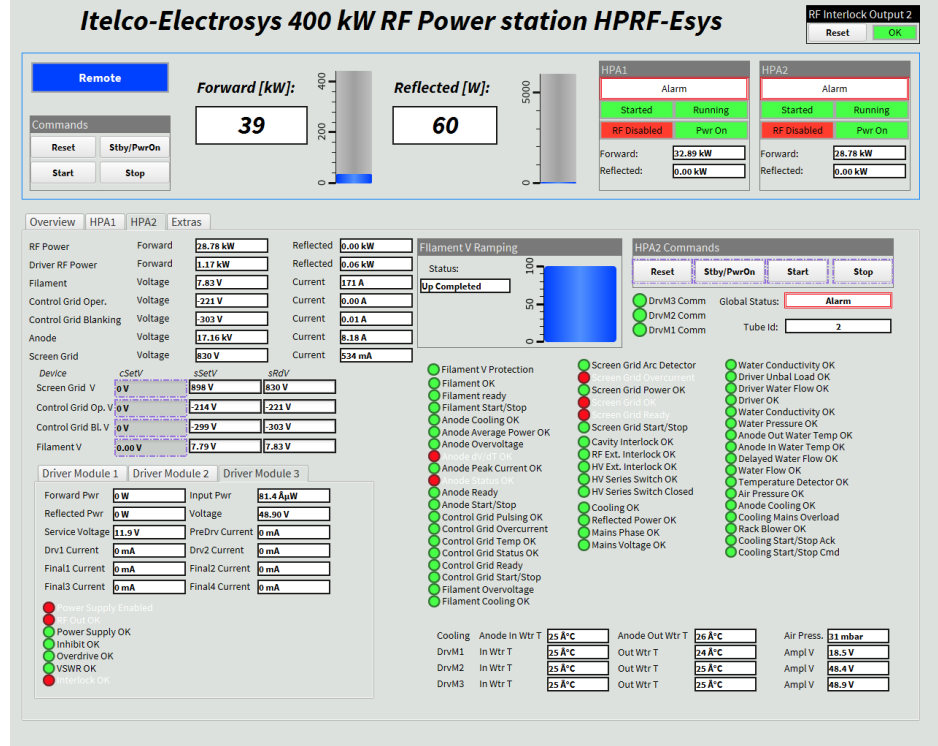 Itelco-Electrosys 400 kW RF Power station HPRF-Esys
RF Interlock Output 2
Reset OK
Remote
Commands
Reset Stby/PwrOn
Start Stop
Forward [kW]:
39
400
200
0
Reflected [W]:
60
5000
0
HPA1
Alarm
Started Running
RF Disabled Pwr On
Forward: 32.89 kW
Reflected: 0.00 kW
HPA2
Alarm
Started Running
RF Disabled Pwr On
Forward: 28.78 kW
Reflected: 0.00 kW
Overview HPA1 HPA2 Extras
RF Power Forward 28.78 kW Reflected 0.00 kW
Driver RF Power Forward 1.17 kW Reflected 0.06 kW
Filament Voltage 7.83 V Current 171 A
Control Grid Oper. Voltage -221 V Current 0.00 A
Control Grid Blanking Voltage -303 V Current 0.01 A
Anode Voltage 17.16 kV Current 8.18 A
Screen Grid Voltage 830 V Current 534 mA
Device cSetV sSetV sRdV
Screen Grid V 0 V 898 V 830 V
Control Grid Op. V 0 V -214 V -221 V
Control Grid Bl. V 0 V -299 V -303 V
Filament V 0.00 V 7.79 V 7.83 V
Driver Module 1 Driver Module 2 Driver Module 3
Forward Pwr 0 W Input Pwr 81.4 ÂµW
Reflected Pwr 0 W Voltage 48.90 V
Service Voltage 11.9 V PreDrv Current 0 mA
Drv1 Current 0 mA Drv2 Current 0 mA
Final1 Current 0 mA Final2 Current 0 mA
Final3 Current 0 mA Final4 Current 0 mA
Power Supply Enabled
RF Out OK
Power Supply OK
Inhibit OK
Overdrive OK
VSWR OK
Interlock OK
FIlament V Ramping
Status:
Up Completed
100
50
0
HPA2 Commands
Reset Stby/PwrOn Start Stop
DrvM3 Comm Global Status: Alarm
DrvM2 Comm
DrvM1 Comm Tube Id: 2
Filament V Protection
Filament OK
Filament ready
Filament Start/Stop
Anode Cooling OK
Anode Average Power OK
Anode Overvoltage
Anode dV/dT OK
Anode Peak Current OK
Anode Status OK
Anode Ready
Anode Start/Stop
Control Grid Pulsing OK
Control Grid Overcurrent
Control Grid Temp OK
Control Grid Status OK
Control Grid Ready
Control Grid Start/Stop
Filament Overvoltage
Filament Cooling OK
Screen Grid Arc Detector
Screen Grid Overcurrent
Screen Grid Power OK
Screen Grid OK
Screen Grid Ready
Screen Grid Start/Stop
Cavity Interlock OK
RF Ext. Interlock OK
HV Ext. Interlock OK
HV Series Switch OK
HV Series Switch Closed
Cooling OK
Reflected Power OK
Mains Phase OK
Mains Voltage OK
Water Conductivity OK
Driver Unbal Load OK
Driver Water Flow OK
Driver OK
Water Conductivity OK
Water Pressure OK
Anode Out Water Temp OK
Anode In Water Temp OK
Delayed Water Flow OK
Water Flow OK
Temperature Detector OK
Air Pressure OK
Anode Cooling OK
Cooling Mains Overload
Rack Blower OK
Cooling Start/Stop Ack
Cooling Start/Stop Cmd
Cooling Anode In Wtr T 25 Â°C Anode Out Wtr T 26 Â°C Air Press. 31 mbar
DrvM1 In Wtr T 25 Â°C Out Wtr T 24 Â°C Ampl V 18.5 V
DrvM2 In Wtr T 25 Â°C Out Wtr T 25 Â°C Ampl V 48.4 V
DrvM3 In Wtr T 25 Â°C Out Wtr T 25 Â°C Ampl V 48.9 V